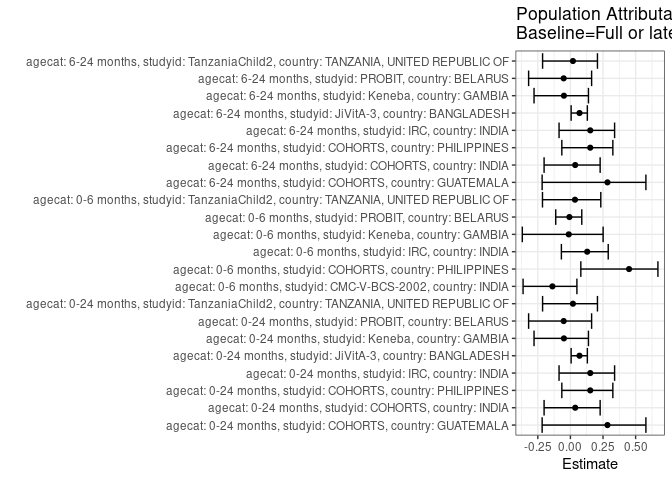 Population Attributa
Baseline=Full or late
agecat: 6-24 months, studyid: TanzaniaChild2, country: TANZANIA, UNITED REPUBLIC OF
agecat: 6-24 months, studyid: PROBIT, country: BELARUS
agecat: 6-24 months, studyid: Keneba, country: GAMBIA
agecat: 6-24 months, studyid: JiVitA-3, country: BANGLADESH
agecat: 6-24 months, studyid: IRC, country: INDIA
agecat: 6-24 months, studyid: COHORTS, country: PHILIPPINES
agecat: 6-24 months, studyid: COHORTS, country: INDIA
agecat: 6-24 months, studyid: COHORTS, country: GUATEMALA
agecat: 0-6 months, studyid: TanzaniaChild2, country: TANZANIA, UNITED REPUBLIC OF
agecat: 0-6 months, studyid: PROBIT, country: BELARUS
agecat: 0-6 months, studyid: Keneba, country: GAMBIA
agecat: 0-6 months, studyid: IRC, country: INDIA
agecat: 0-6 months, studyid: COHORTS, country: PHILIPPINES
agecat: 0-6 months, studyid: CMC-V-BCS-2002, country: INDIA
agecat: 0-24 months, studyid: TanzaniaChild2, country: TANZANIA, UNITED REPUBLIC OF
agecat: 0-24 months, studyid: PROBIT, country: BELARUS
agecat: 0-24 months, studyid: Keneba, country: GAMBIA
agecat: 0-24 months, studyid: JiVitA-3, country: BANGLADESH
agecat: 0-24 months, studyid: IRC, country: INDIA
agecat: 0-24 months, studyid: COHORTS, country: PHILIPPINES
agecat: 0-24 months, studyid: COHORTS, country: INDIA
agecat: 0-24 months, studyid: COHORTS, country: GUATEMALA
-0.25 0.00 0.25 0.50
Estimate